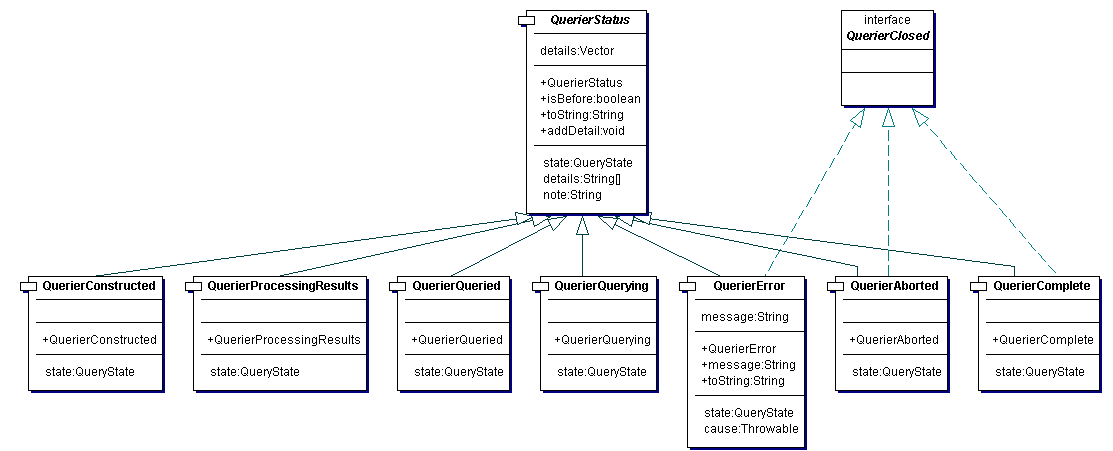 QuerierStatus
details:Vector
+QuerierStatus
+isBefore:boolean
+toString:String
+addDetail:void
state:QueryState
details:String[]
note:String
interface
QuerierClosed
QuerierConstructed
+QuerierConstructed
state:QueryState
QuerierProcessingResults
+QuerierProcessingResults
state:QueryState
QuerierQueried
+QuerierQueried
state:QueryState
QuerierQuerying
+QuerierQuerying
state:QueryState
QuerierError
message:String
+QuerierError
+message:String
+toString:String
state:QueryState
cause:Throwable
QuerierAborted
+QuerierAborted
state:QueryState
QuerierComplete
+QuerierComplete
state:QueryState